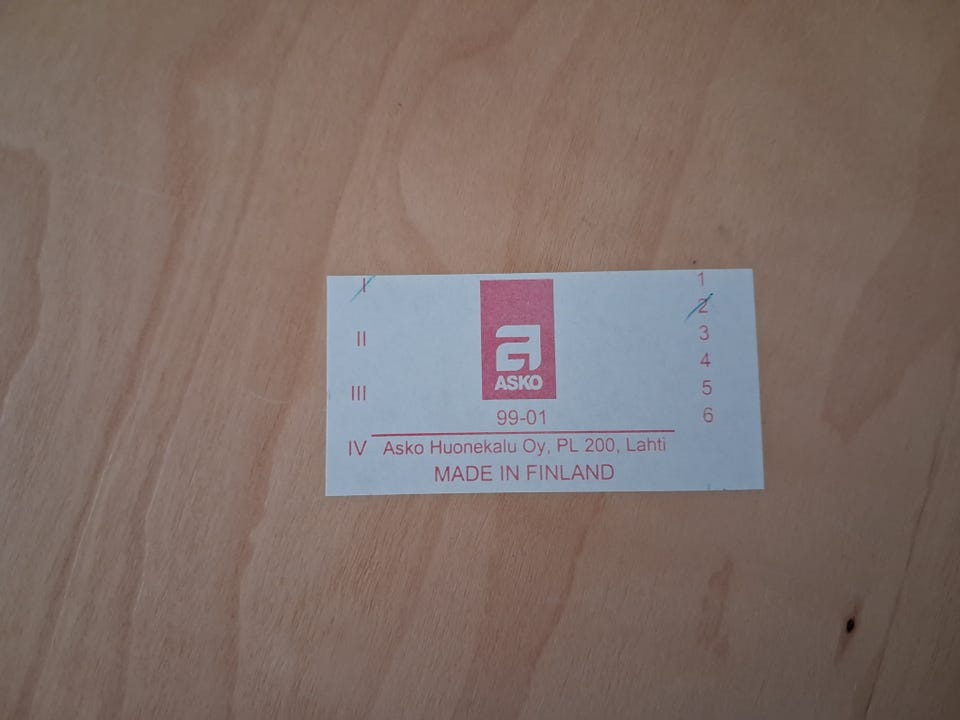 I
1
2
II
3
a
4
III
ASKO
5
99-01
6
IV Asko Huonekalu Oy, PL 200, Lahti
MADE IN FINLAND